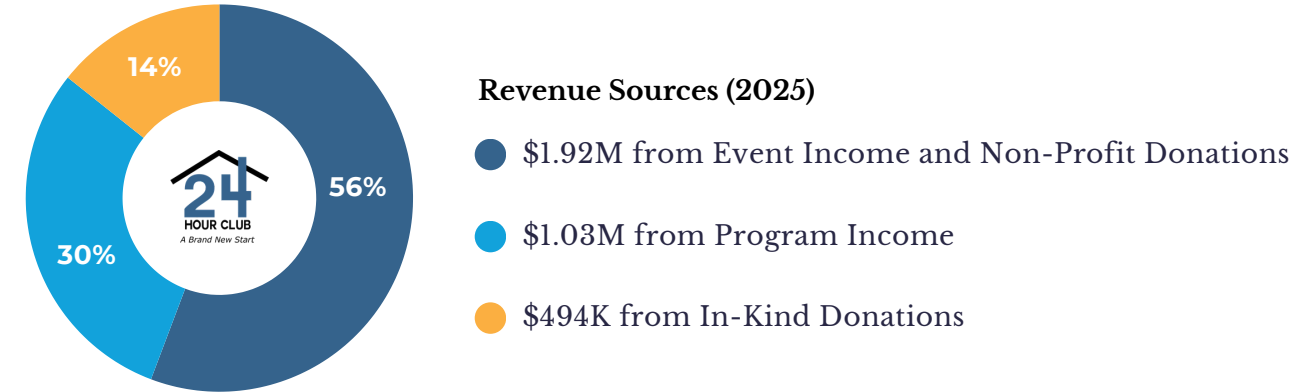 14%
56%
30%
24
HOUR CLUB
A Brand New Start
Revenue Sources (2025)
$1.92M from Event Income and Non-Profit Donations
$1.03M from Program Income
$494K from In-Kind Donations